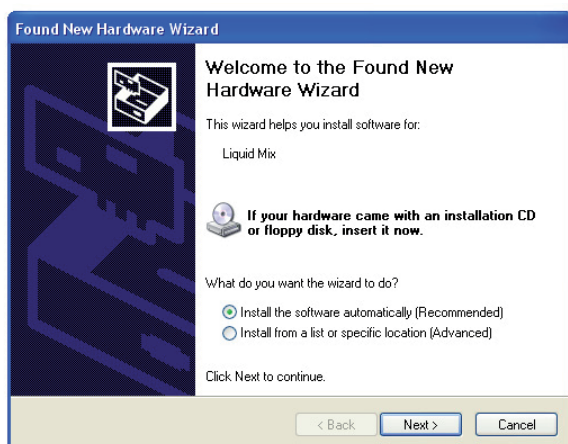 Found New Hardware Wizard
Welcome to the Found New
Hardware Wizard
This wizard helps you install software for:
Liquid Mix
If your hardware came with an installation CD
or floppy disk, insert it now.
What do you want the wizard to do?
Install the software automatically (Recommended)
Install from a list or specific location (Advanced)
Click Next to continue.
< Back Next > Cancel